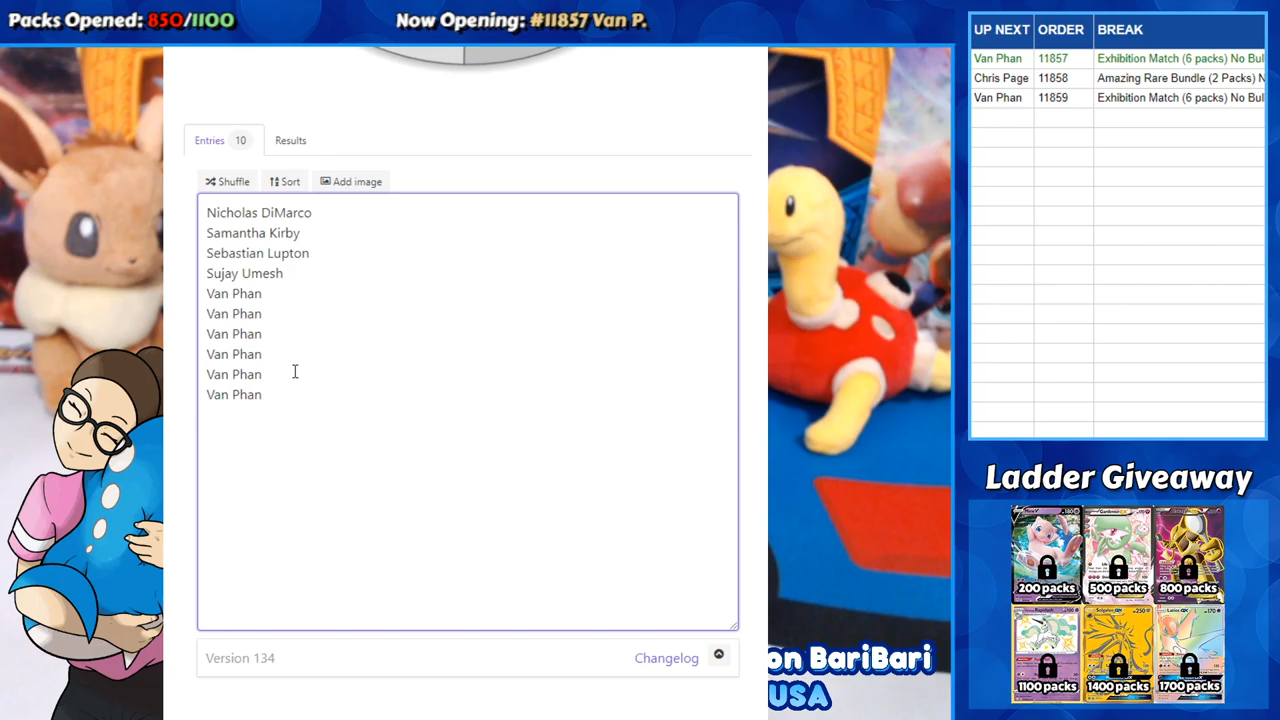 Packs Opened: 850/1100
Now Opening: #11857 Van P.
UP NEXT ORDER BREAK
Van Phan 11857 Exhibition Match (6 packs) No Bul
Chris Page 11858 Amazing Rare Bundle (2 Packs) N
Van Phan 11859 Exhibition Match (6 packs) No Bul
Entries 10 Results
Shuffle Sort Add image
Nicholas DiMarco
Samantha Kirby
Sebastian Lupton
Sujay Umesh
Van Phan
Van Phan
Van Phan
Van Phan
Van Phan
Van Phan
Version 134 Changelog
on BariBari
USA
Ladder Giveaway
200 packs 500 packs 800 packs
1100 packs 1400 packs 1700 packs